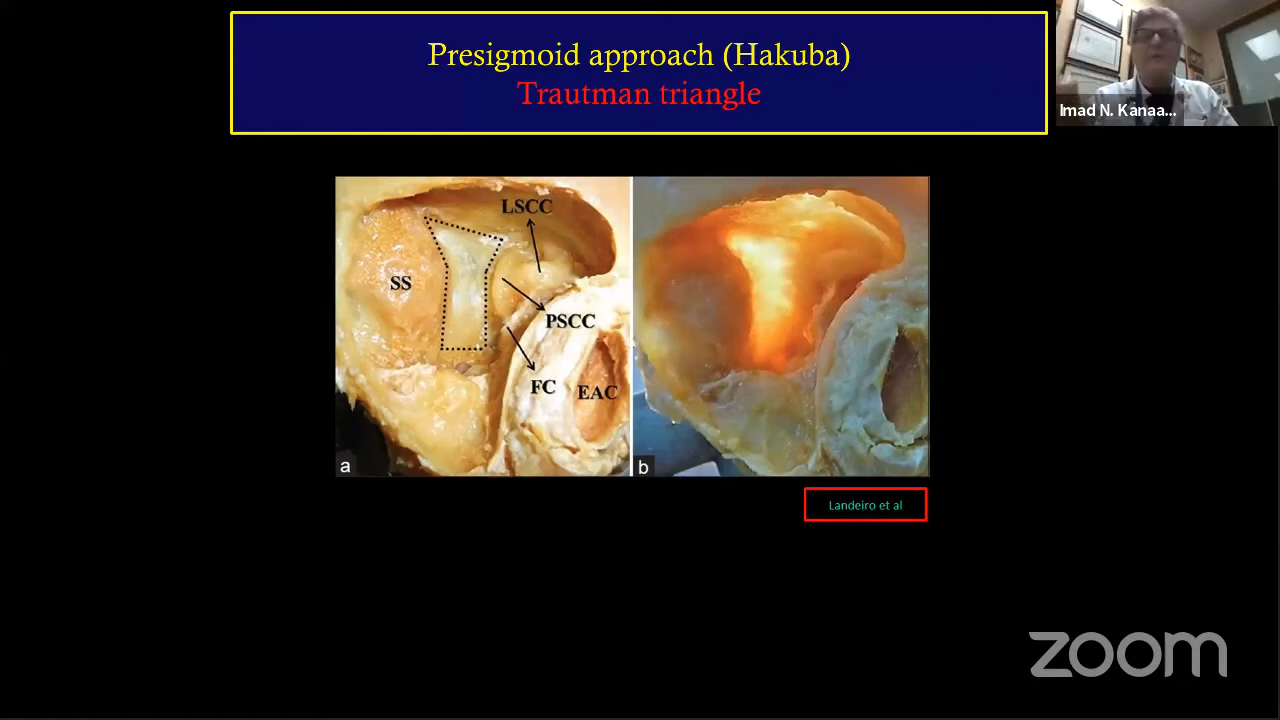 Presigmoid approach (Hakuba)
Trautman triangle
Imad N. Kanaa...
LSCC
SS
PSCC
FC
EAC
a
b
Landeiro et al
zoom